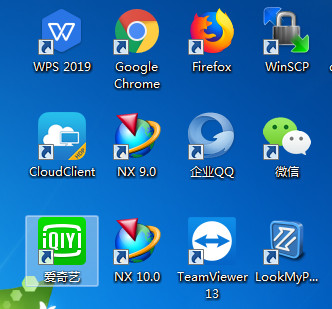 WPS 2019
Google
Chrome
Firefox
WinSCP
NEW
CloudClient
NX 9.0
企业QQ
微信
iQIYI
爱奇艺
NX 10.0
TeamViewer
13
LookMyP...